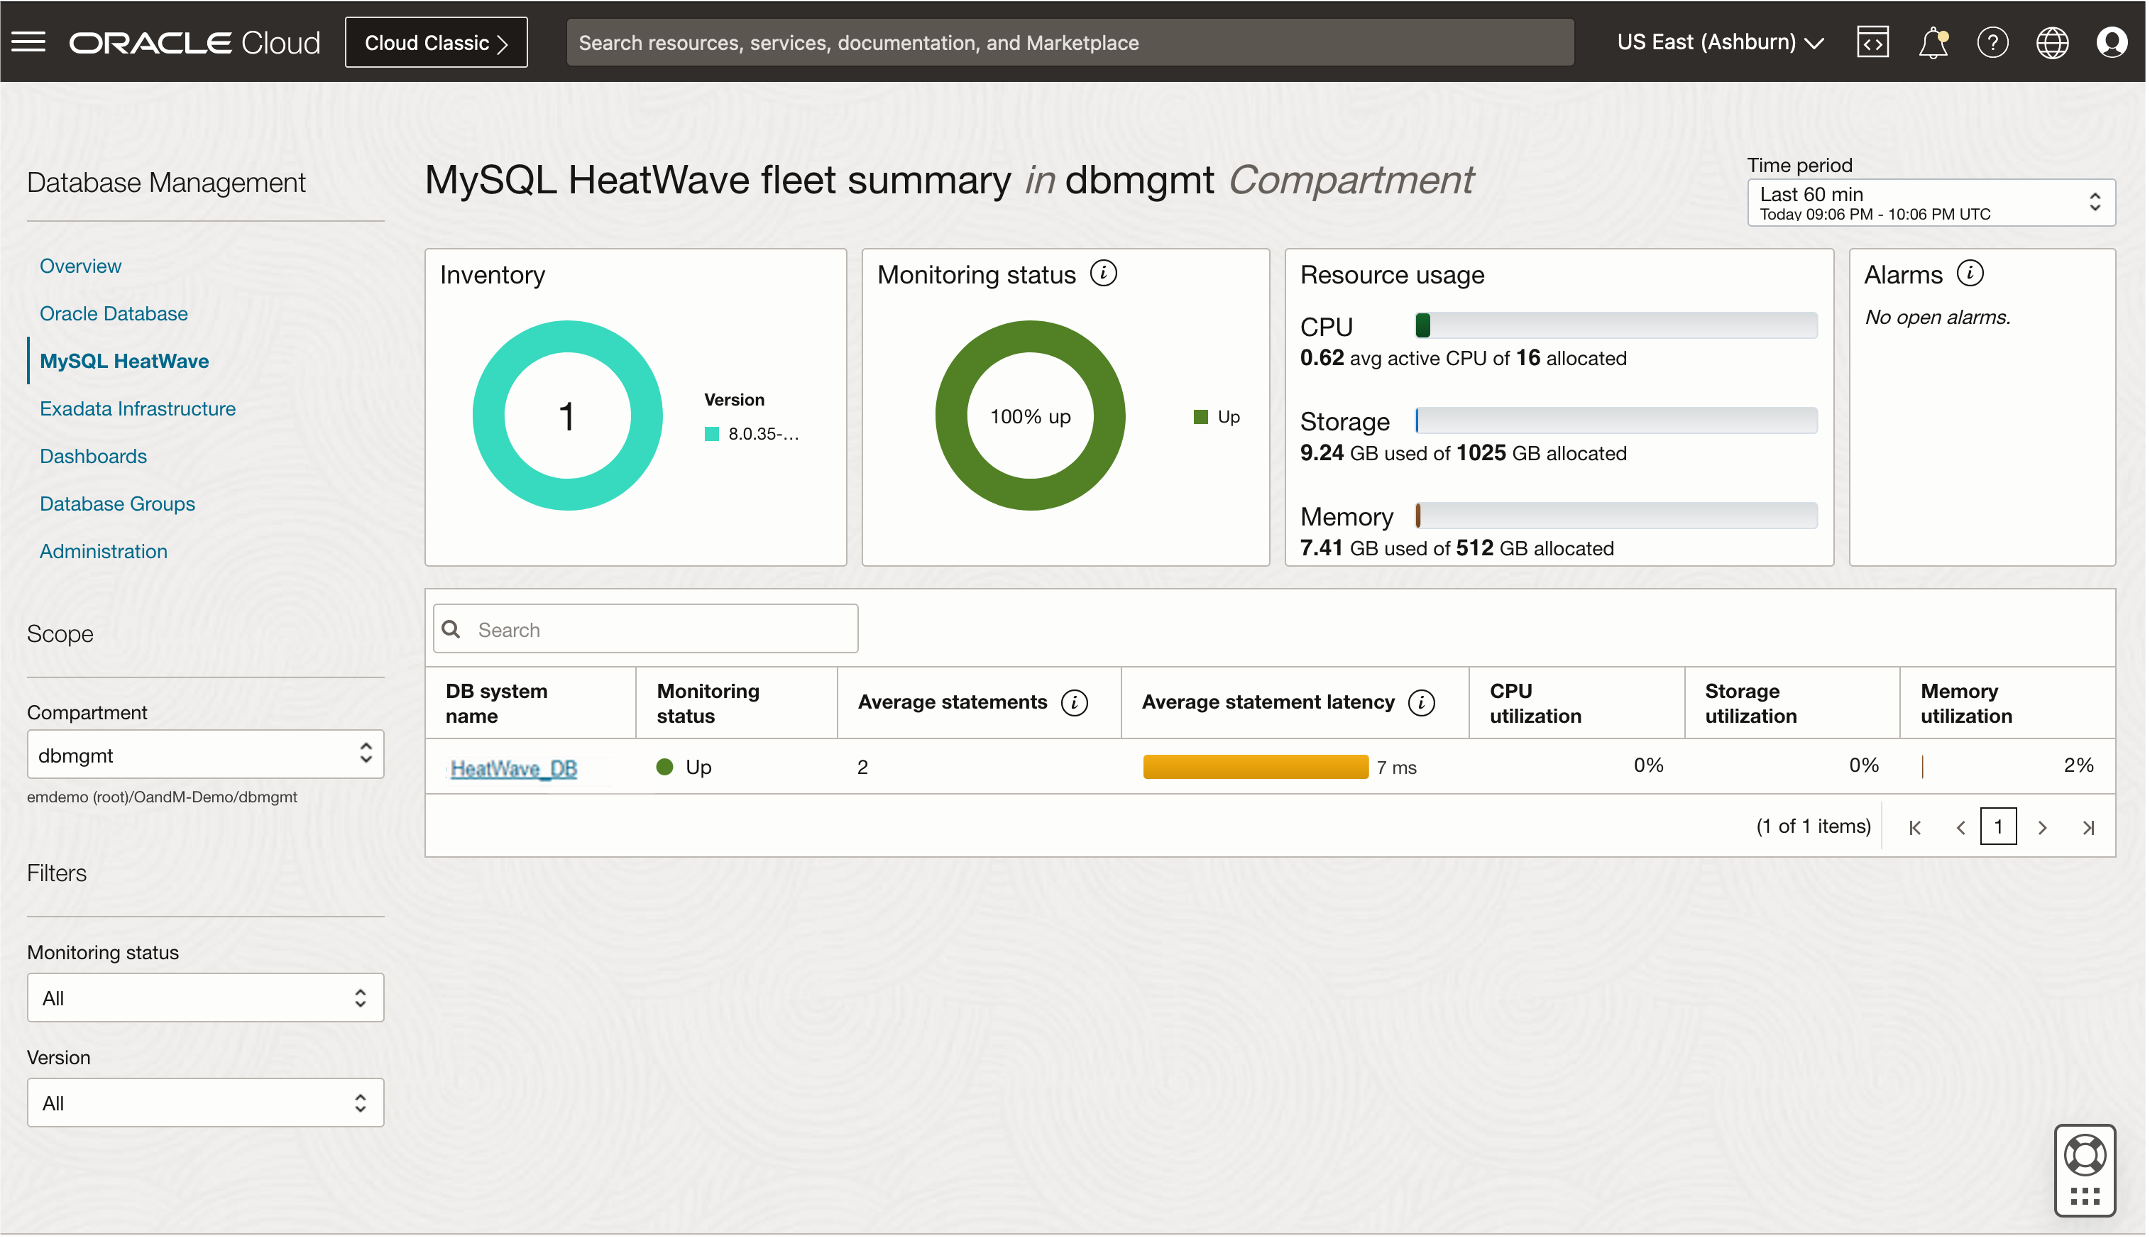 ORACLE Cloud
Cloud Classic
Search resources, services, documentation, and Marketplace
US East (Ashburn)
Database Management
Overview
Oracle Database
MySQL HeatWave
Exadata Infrastructure
Dashboards
Database Groups
Administration
Scope
Compartment
dbmgmt
emdemo (root)/OandM-Demo/dbmgmt
Filters
Monitoring status
All
Version
All
MySQL HeatWave fleet summary in dbmgmt Compartment
Time period
Last 60 min
Today 09:06 PM - 10:06 PM UTC
Inventory
1
Version
8.0.35-...
Monitoring status
100% up
Up
Resource usage
CPU
0.62 avg active CPU of 16 allocated
Storage
9.24 GB used of 1025 GB allocated
Memory
7.41 GB used of 512 GB allocated
Alarms
No open alarms.
Search
DB system name Monitoring status Average statements Average statement latency CPU utilization Storage utilization Memory utilization
HeatWave_DB Up 2 7 ms 0% 0% 2%
(1 of 1 items) 1